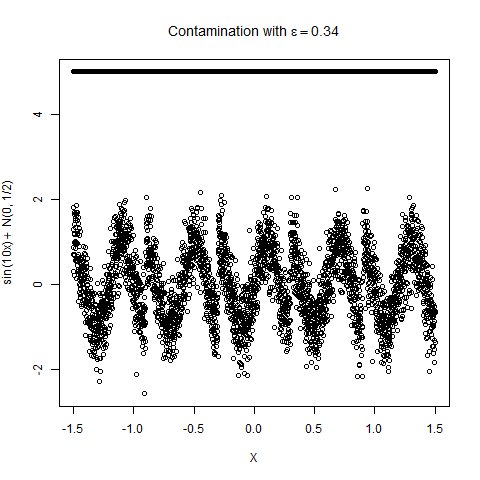 Contamination with ε = 0.34
sin(10x) + N(0, 1/2)
4
2
0
-2
-1.5 -1.0 -0.5 0.0 0.5 1.0 1.5
X